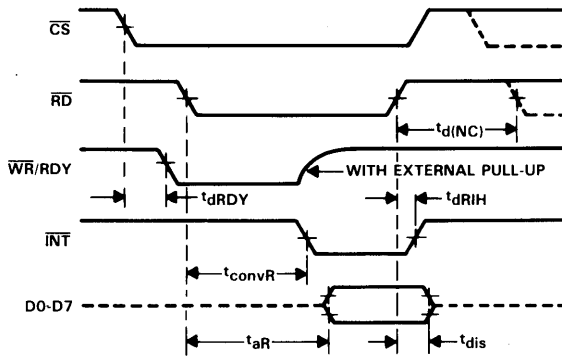 CS
RD
td(NC)
WR/RDY
WITH EXTERNAL PULL-UP
tdRDY
tdRIH
INT
tconvR
D0-D7
taR
tdis